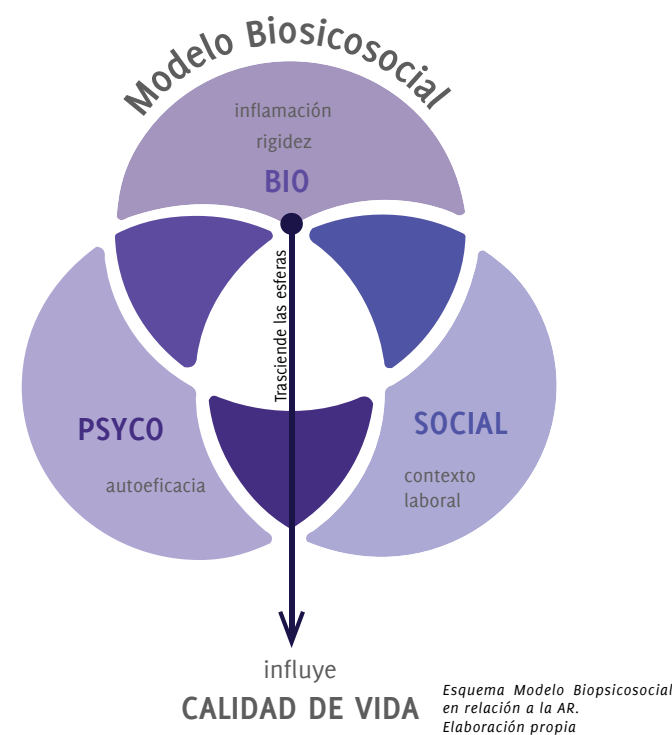 Modelo Biosicosocial
inflamación
rigidez
BIO
Trasciende las esferas
PSYCO
autoeficacia
SOCIAL
contexto
laboral
influye
CALIDAD DE VIDA
Esquema Modelo Biopsicosocial
en relación a la AR.
Elaboración propia